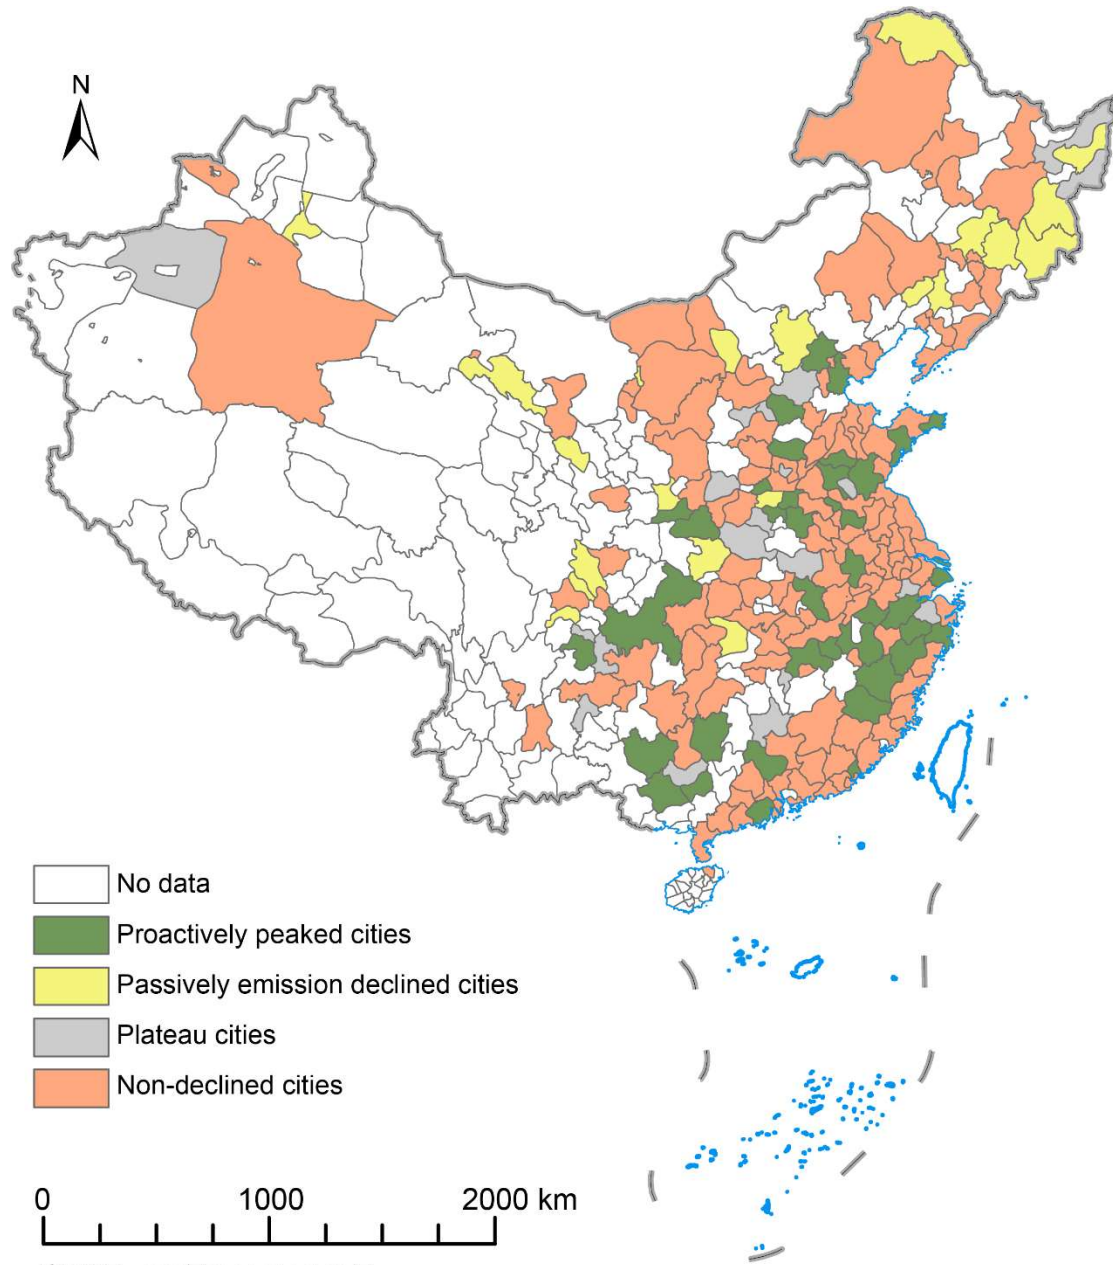 N
No data
Proactively peaked cities
Passively emission declined cities
Plateau cities
Non-declined cities
0 1000 2000 km